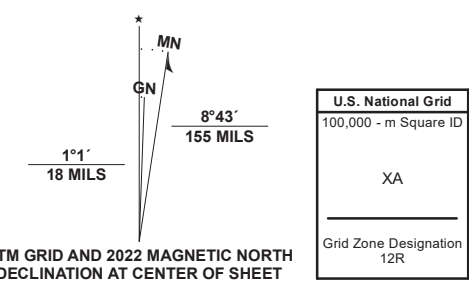 MN
GN
8°43´
155 MILS
1°1´
18 MILS
TM GRID AND 2022 MAGNETIC NORTH
DECLINATION AT CENTER OF SHEET
U.S. National Grid
100,000 - m Square ID
XA
Grid Zone Designation
12R